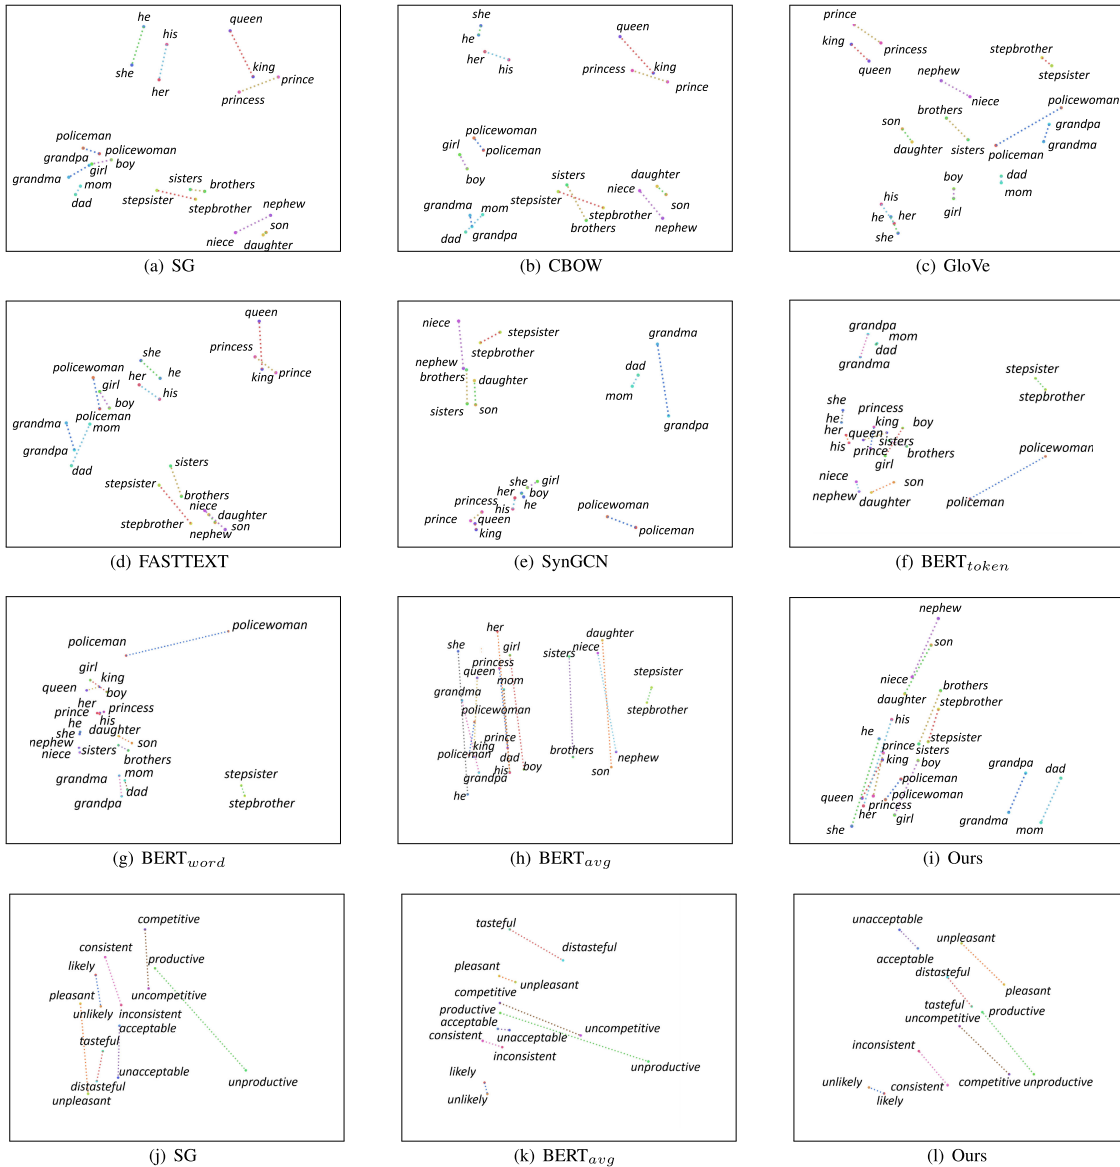 he
his
queen
she
her
king
prince
princess
policeman
policewoman
grandpa
girl
boy
grandma
mom
dad
sisters
brothers
stepsister
stepbrother
nephew
son
niece
daughter
(a) SG
she
he
queen
her
his
princess
king
prince
policewoman
girl
policeman
boy
sisters
daughter
niece
stepsister
son
grandma
mom
stepbrother
nephew
brothers
dad
grandpa
(b) CBOW
prince
king
princess
queen
stepbrother
stepsister
nephew
niece
policewoman
brothers
son
grandpa
daughter
sisters
grandma
policeman
boy
dad
mom
his
girl
he
her
she
(c) GloVe
queen
princess
she
king
prince
policewoman
he
girl
her
his
boy
policeman
grandma
mom
grandpa
dad
sisters
stepsister
brothers
niece
daughter
stepbrother
son
nephew
(d) FASTTEXT
niece
stepsister
grandma
stepbrother
nephew
dad
brothers
daughter
mom
sisters
son
grandpa
she
girl
her
boy
princess
his
he
prince
queen
king
policewoman
policeman
(e) SynGCN
grandpa
mom
dad
grandma
stepsister
stepbrother
she
princess
he
king
boy
her
queen
sisters
his
prince
brothers
girl
policewoman
niece
son
nephew
daughter
policeman
(f) BERT token
policewoman
policeman
girl
king
queen
boy
her
prince
his
princess
he
she
daughter
nephew
son
niece
sisters
brothers
grandma
mom
dad
grandpa
stepsister
stepbrother
(g) BERT word
her
daughter
she
girl
sisters
niece
princess
queen
mom
stepsister
grandma
stepbrother
policewoman
prince
king
brothers
policeman
dad
nephew
grandpa
his
boy
son
he
(h) BERT avg
nephew
son
niece
daughter
brothers
stepbrother
his
he
stepsister
prince
sisters
king
boy
grandpa
dad
policeman
queen
policewoman
princess
grandma
her
girl
she
mom
(i) Ours
competitive
consistent
likely
productive
pleasant
uncompetitive
unlikely
inconsistent
acceptable
tasteful
unacceptable
distasteful
unproductive
unpleasant
(j) SG
tasteful
distasteful
pleasant
unpleasant
competitive
productive
acceptable
uncompetitive
consistent
unacceptable
inconsistent
unproductive
likely
unlikely
(k) BERT avg
unacceptable
unpleasant
acceptable
distasteful
pleasant
tasteful
productive
uncompetitive
inconsistent
unlikely
consistent
competitive
unproductive
likely
(l) Ours